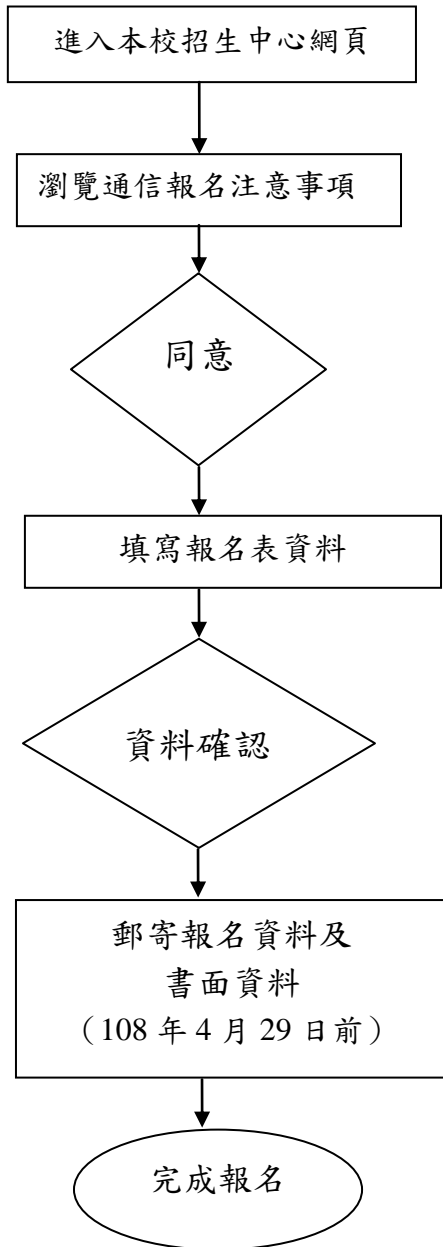 進入本校招生中心網頁
瀏覽通信報名注意事項
同意
填寫報名表資料
資料確認
郵寄報名資料及
書面資料
（108 年 4 月 29 日前）
完成報名